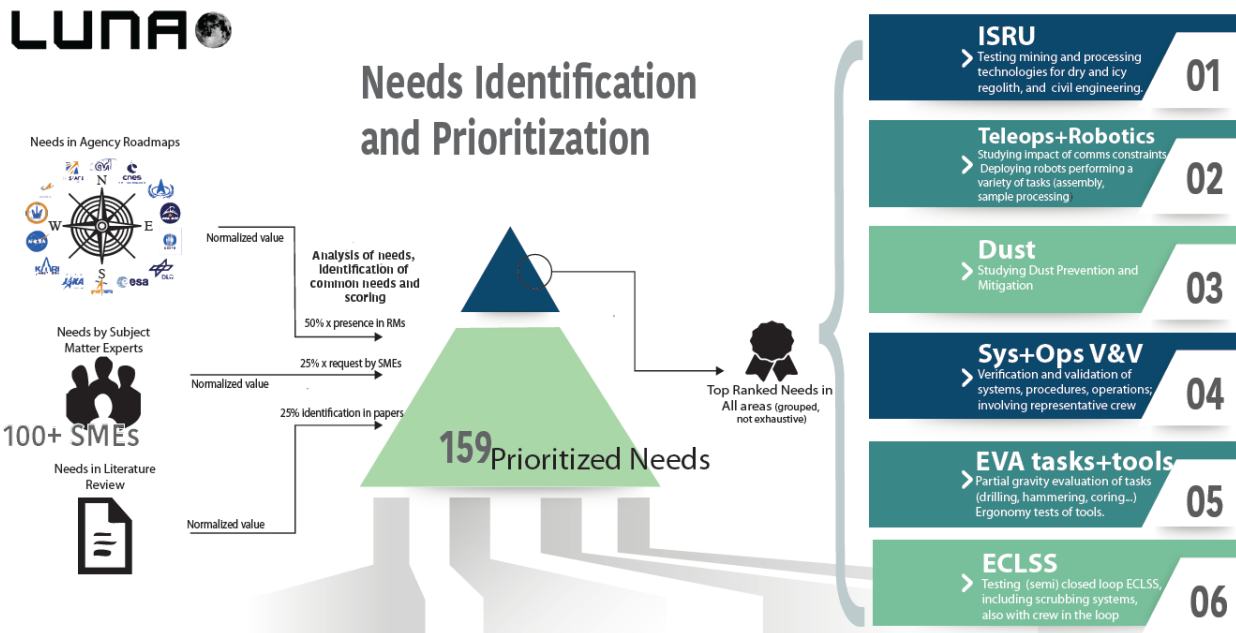 LUNA
Needs Identification
and Prioritization
Needs in Agency Roadmaps
cnes
N
W
E
S
NASA
KARI
JAXA
esa
DLR
Normalized value
Needs by Subject
Matter Experts
100+ SMEs
Normalized value
Needs in Literature
Review
Normalized value
Analysis of needs,
identification of
common needs and
scoring
50% x presence in RMs
25% x request by SMEs
25% identification in papers
159 Prioritized Needs
Top Ranked Needs in
All areas (grouped,
not exhaustive)
ISRU
Testing mining and processing
technologies for dry and icy
regolith, and civil engineering.
01
Teleops+Robotics
Studying impact of comms constraints
Deploying robots performing a
variety of tasks (assembly,
sample processing)
02
Dust
Studying Dust Prevention and
Mitigation
03
Sys+Ops V&V
Verification and validation of
systems, procedures, operations;
involving representative crew
04
EVA tasks+tools
Partial gravity evaluation of tasks
(drilling, hammering, coring...)
Ergonomy tests of tools.
05
ECLSS
Testing (semi) closed loop ECLSS,
including scrubbing systems,
also with crew in the loop
06